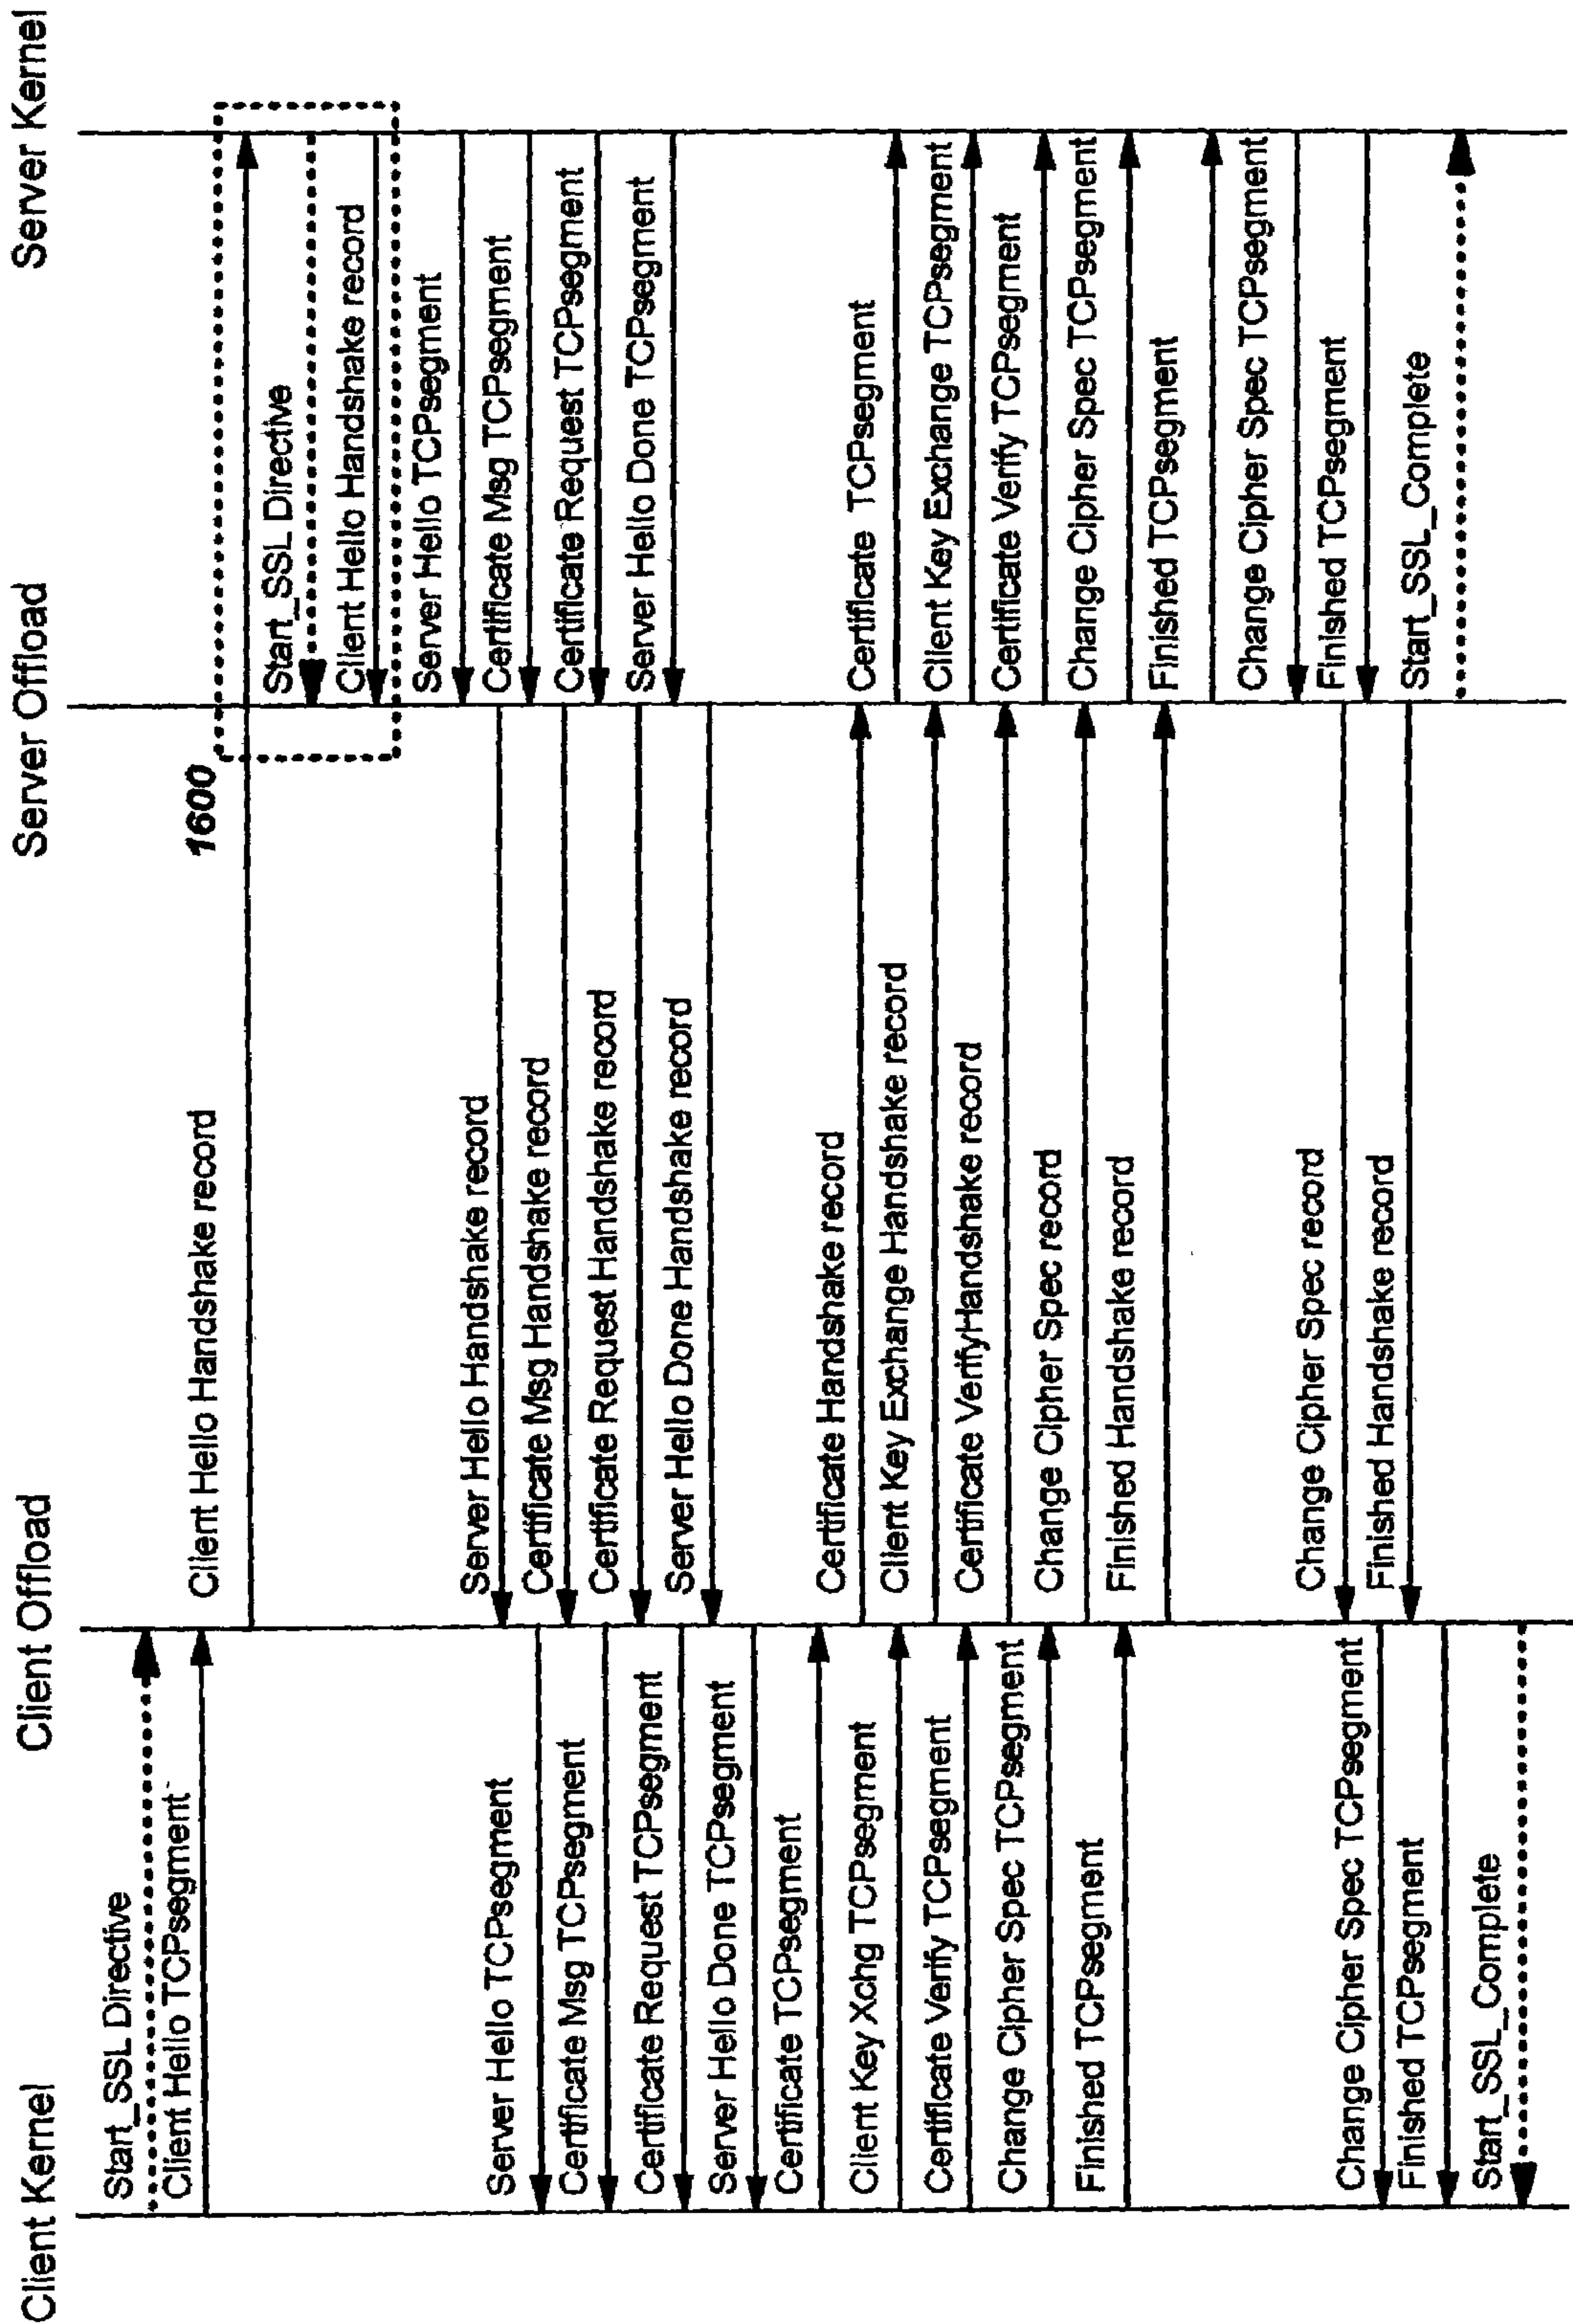 Client Kernel
Client Offload
Server Offload
Server Kernel
Start_SSL Directive
Client Hello TCPsegment
Client Hello Handshake record
1600
Start_SSL Directive
Client Hello Handshake record
Server Hello TCPsegment
Certificate Msg TCPsegment
Certificate Request TCPsegment
Server Hello Done TCPsegment
Server Hello Handshake record
Certificate Msg Handshake record
Certificate Request Handshake record
Server Hello Done Handshake record
Server Hello TCPsegment
Certificate Msg TCPsegment
Certificate Request TCPsegment
Server Hello Done TCPsegment
Certificate TCPsegment
Client Key Xchg TCPsegment
Certificate Verify TCPsegment
Change Cipher Spec TCPsegment
Finished TCPsegment
Certificate Handshake record
Client Key Exchange Handshake record
Certificate VerifyHandshake record
Change Cipher Spec record
Finished Handshake record
Certificate TCPsegment
Client Key Exchange TCPsegment
Certificate Verify TCPsegment
Change Cipher Spec TCPsegment
Finished TCPsegment
Change Cipher Spec TCPsegment
Finished TCPsegment
Start_SSL_Complete
Change Cipher Spec record
Finished Handshake record
Change Cipher Spec TCPsegment
Finished TCPsegment
Start_SSL_Complete